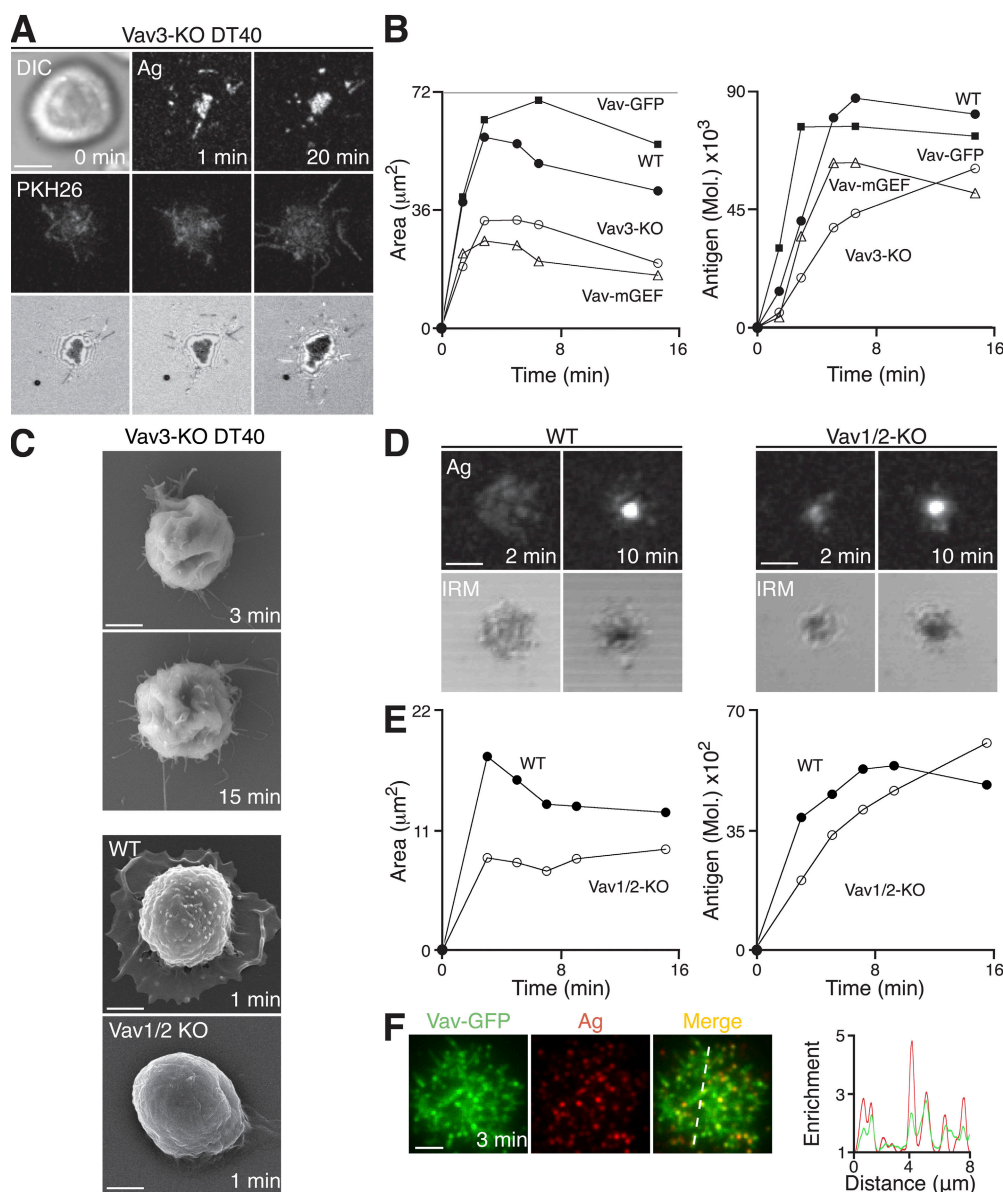 A
Vav3-KO DT40
DIC
0 min
Ag
1 min
20 min
PKH26
B
72
36
0
Area (μm²)
0 8 16
Time (min)
Vav-GFP
WT
Vav3-KO
Vav-mGEF
90
45
0
Antigen (Mol.) x10³
0 8 16
Time (min)
WT
Vav-GFP
Vav-mGEF
Vav3-KO
C
Vav3-KO DT40
3 min
15 min
WT
1 min
Vav1/2 KO
1 min
D
WT
Vav1/2-KO
Ag
2 min
10 min
2 min
10 min
IRM
IRM
E
22
11
0
Area (μm²)
0 8 16
Time (min)
WT
Vav1/2-KO
70
35
0
Antigen (Mol.) x10²
0 8 16
Time (min)
WT
Vav1/2-KO
F
Vav-GFP
Ag
Merge
3 min
5
3
1
Enrichment
0 4 8
Distance (μm)